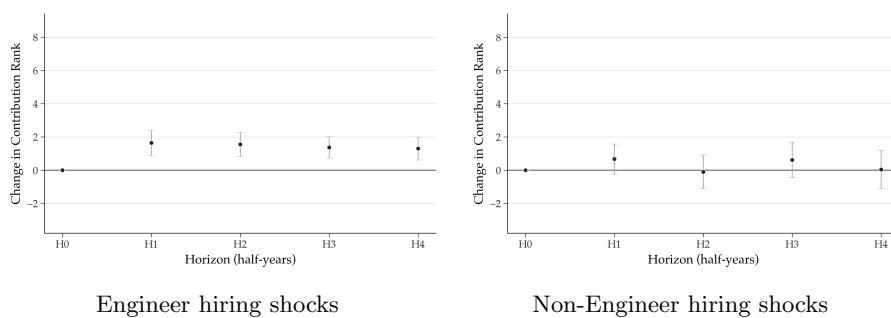 Change in Contribution Rank
8
6
4
2
0
−2
H0 H1 H2 H3 H4
Horizon (half-years)
Engineer hiring shocks
Change in Contribution Rank
8
6
4
2
0
−2
H0 H1 H2 H3 H4
Horizon (half-years)
Non-Engineer hiring shocks